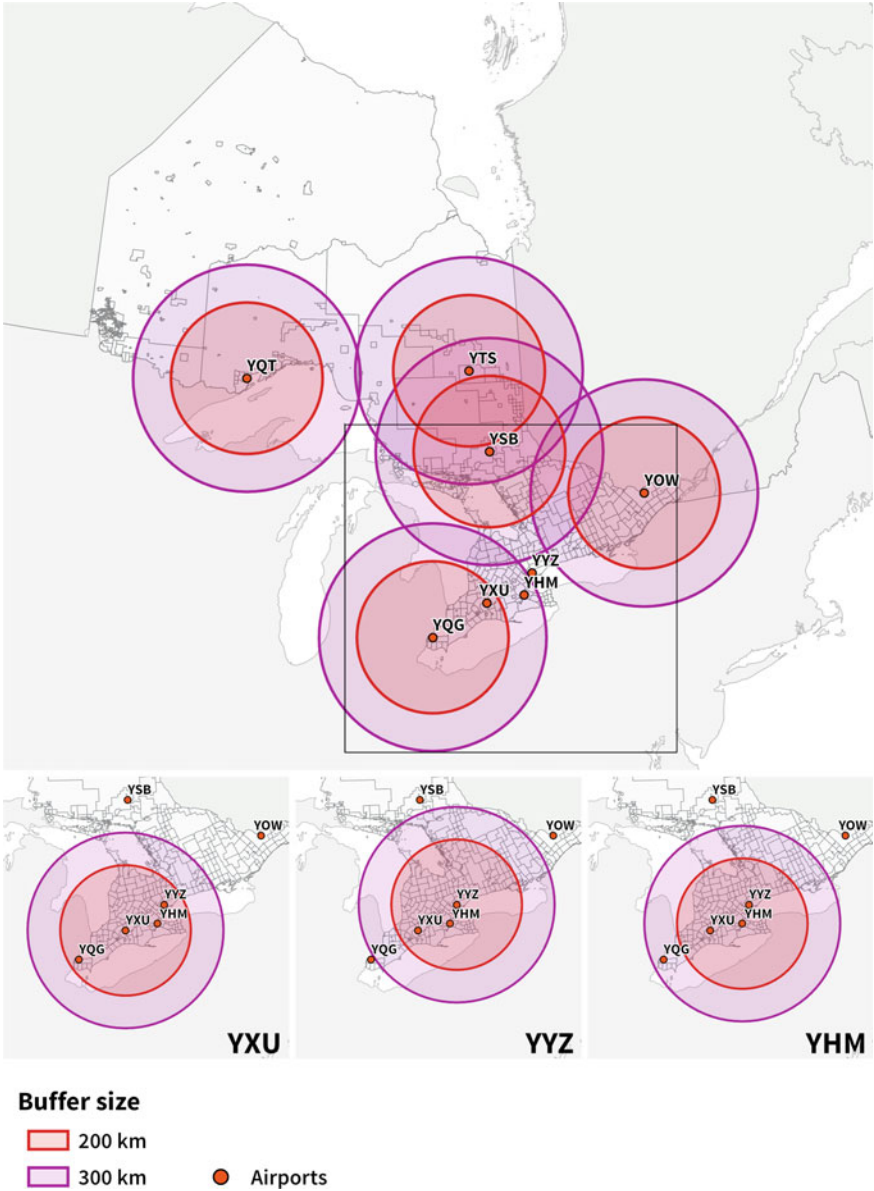 YQT
YTS
YSB
YOW
YYZ
YHM
YXU
YQG
YSB
YOW
YYZ
YXU
YHM
YQG
YXU
YSB
YOW
YYZ
YXU
YHM
YQG
YYZ
YSB
YOW
YYZ
YXU
YHM
YQG
YHM
Buffer size
200 km
300 km
Airports